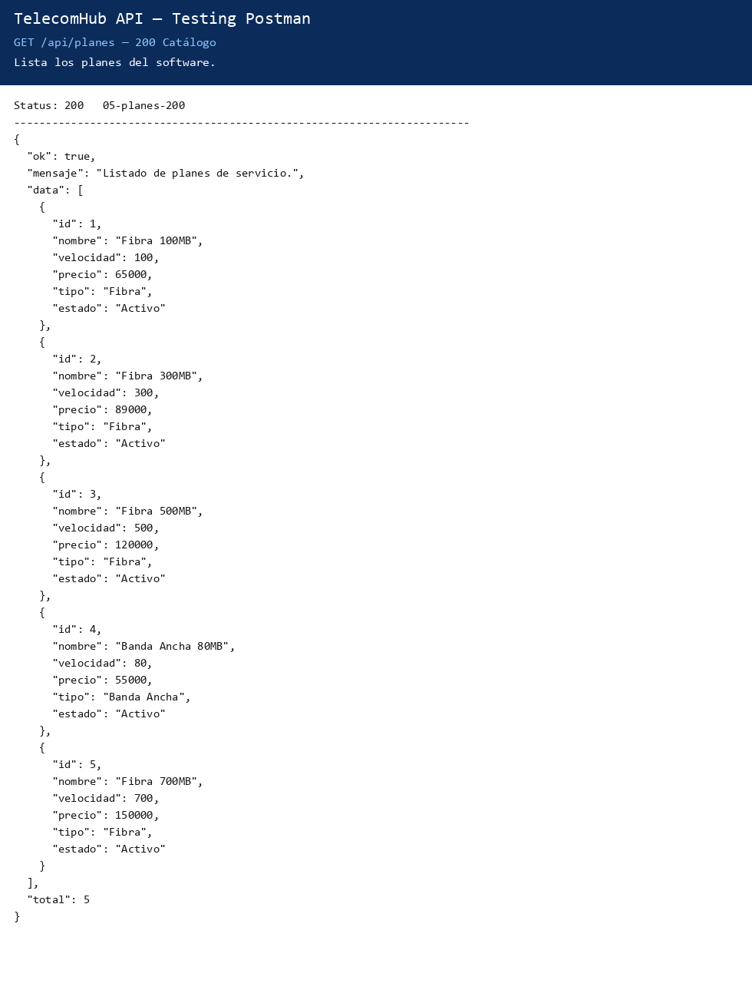 TelecomHub API — Testing Postman
GET /api/planes — 200 Catálogo
Lista los planes del software.
Status: 200   05-planes-200
------------------------------------------------------------------------
{
  "ok": true,
  "mensaje": "Listado de planes de servicio.",
  "data": [
    {
      "id": 1,
      "nombre": "Fibra 100MB",
      "velocidad": 100,
      "precio": 65000,
      "tipo": "Fibra",
      "estado": "Activo"
    },
    {
      "id": 2,
      "nombre": "Fibra 300MB",
      "velocidad": 300,
      "precio": 89000,
      "tipo": "Fibra",
      "estado": "Activo"
    },
    {
      "id": 3,
      "nombre": "Fibra 500MB",
      "velocidad": 500,
      "precio": 120000,
      "tipo": "Fibra",
      "estado": "Activo"
    },
    {
      "id": 4,
      "nombre": "Banda Ancha 80MB",
      "velocidad": 80,
      "precio": 55000,
      "tipo": "Banda Ancha",
      "estado": "Activo"
    },
    {
      "id": 5,
      "nombre": "Fibra 700MB",
      "velocidad": 700,
      "precio": 150000,
      "tipo": "Fibra",
      "estado": "Activo"
    }
  ],
  "total": 5
}